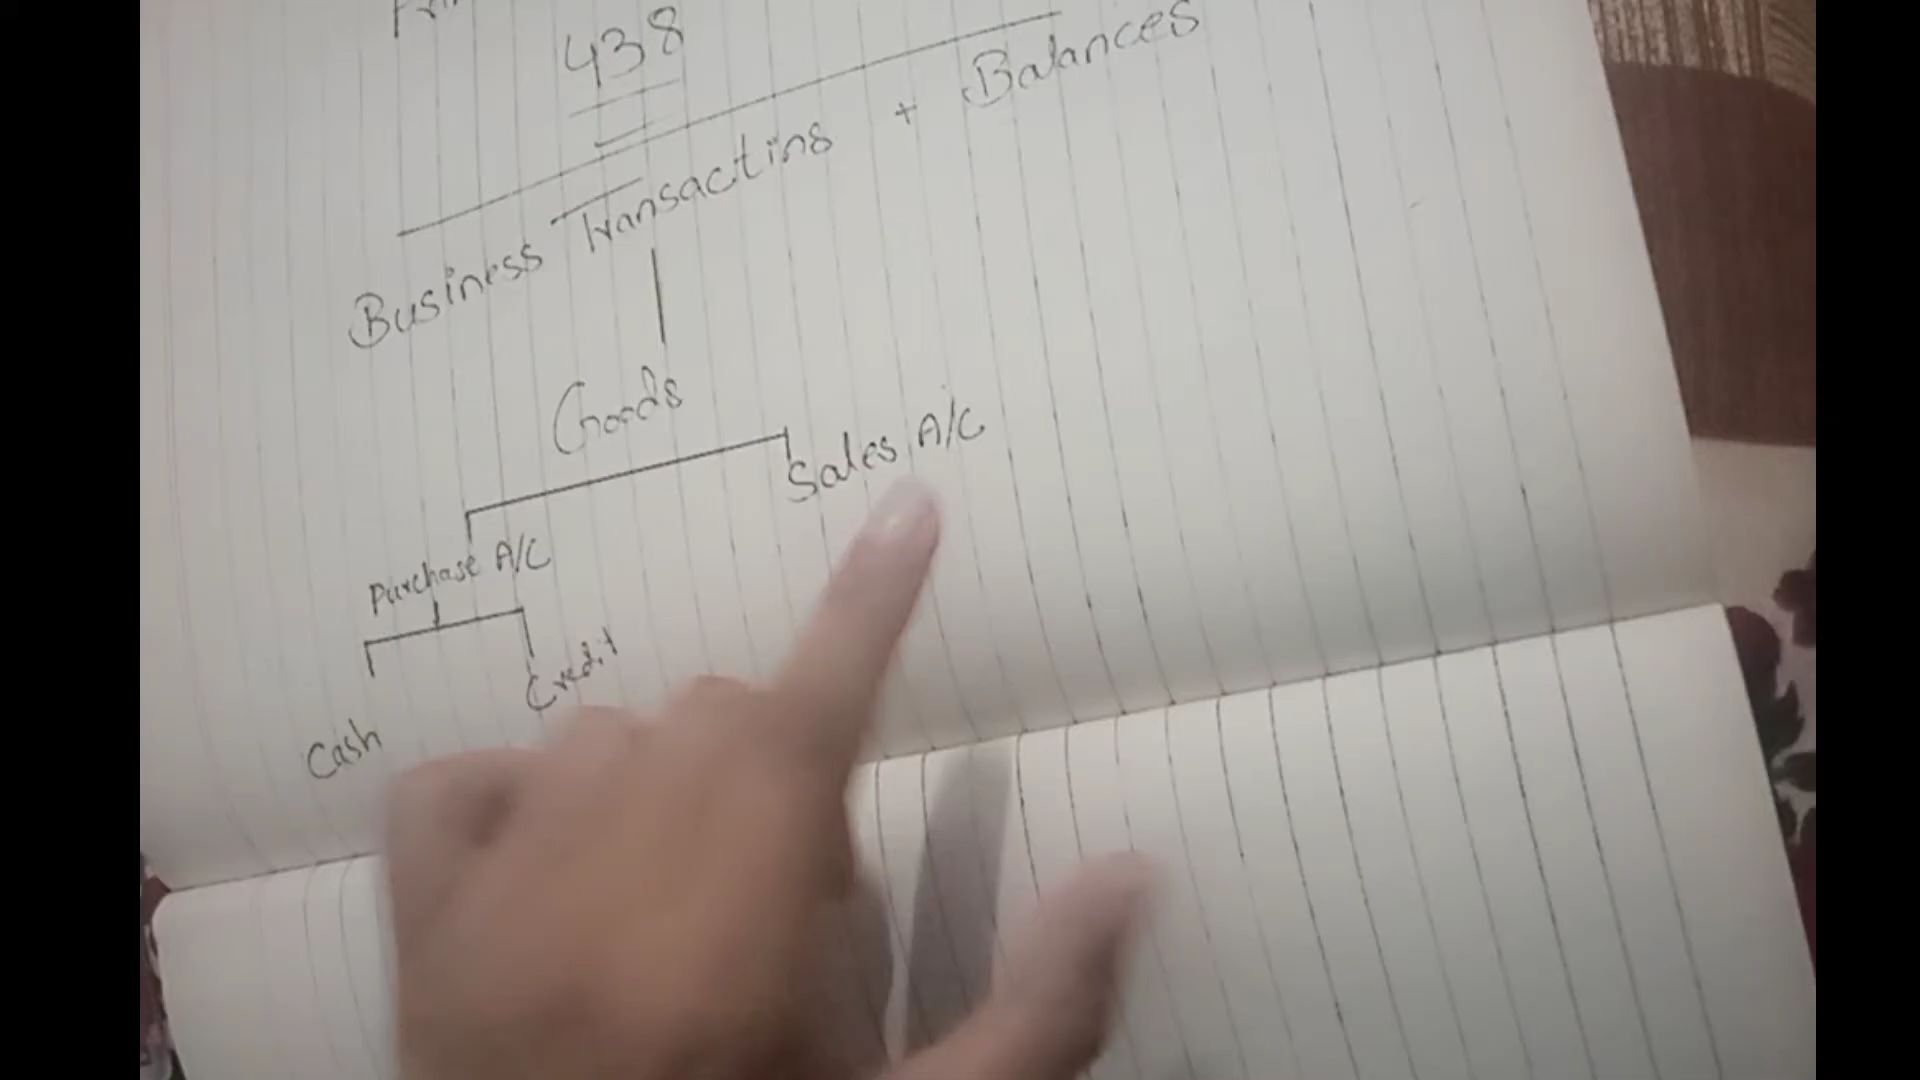 438
Business Transactins + Balances
Goods
Sales A/C
Purchase A/C
Credit
Cash